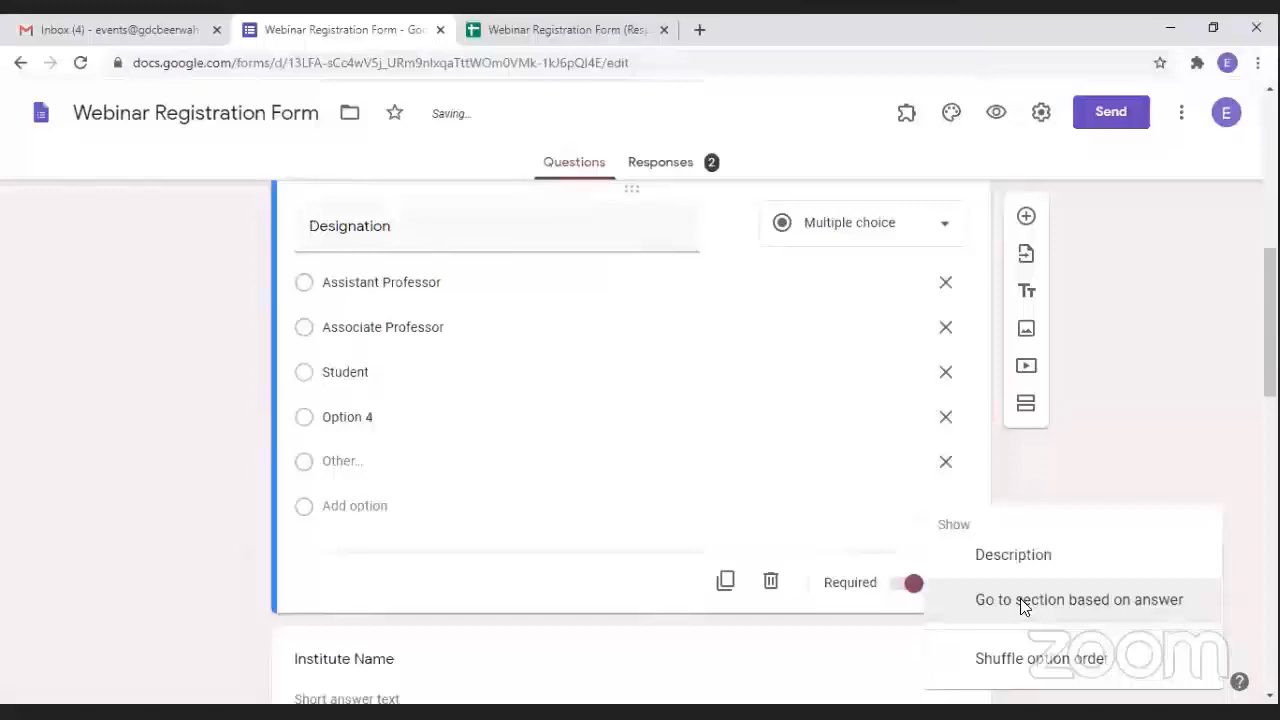 Inbox (4) - events@gdcbeerwah
Webinar Registration Form - Goo
Webinar Registration Form (Res
docs.google.com/forms/d/13LFA-sCc4wV5j_URm9nIxqaTttWOm0VMk-1kJ6pQI4E/edit
E
Webinar Registration Form
Saving...
Send
E
Questions
Responses 2
Designation
Multiple choice
Assistant Professor
Associate Professor
Student
Option 4
Other...
Add option
Show
Description
Required
Go to section based on answer
Institute Name
Shuffle option order
zoom
Short answer text